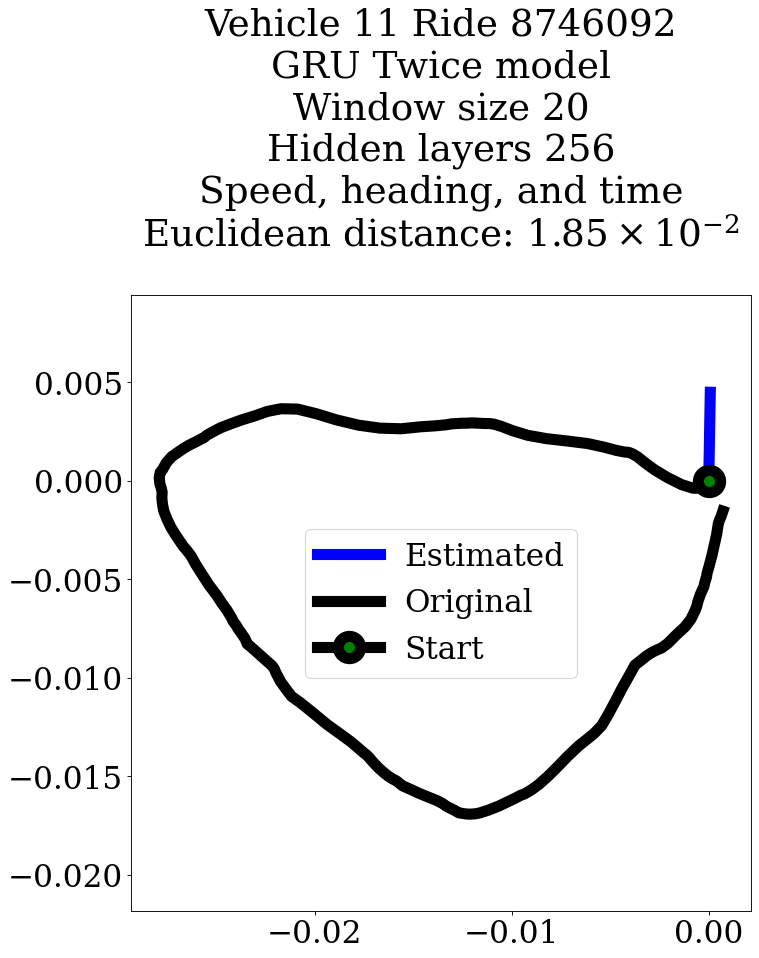 Vehicle 11 Ride 8746092
GRU Twice model
Window size 20
Hidden layers 256
Speed, heading, and time
Euclidean distance: 1.85 × 10⁻²
0.005
0.000
−0.005
−0.010
−0.015
−0.020
Estimated
Original
Start
−0.02
−0.01
0.00